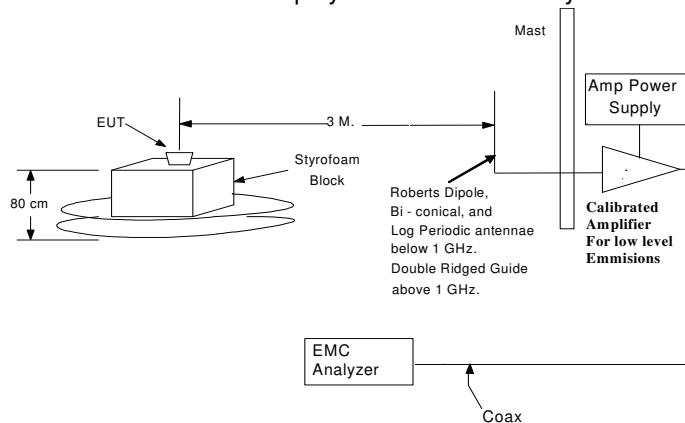 Mast
Amp Power
Supply
EUT
3 M.
Styrofoam
Block
80 cm
Roberts Dipole,
Bi - conical, and
Log Periodic antennae
below 1 GHz.
Double Ridged Guide
above 1 GHz.
Calibrated
Amplifier
For low level
Emmisions
EMC
Analyzer
Coax